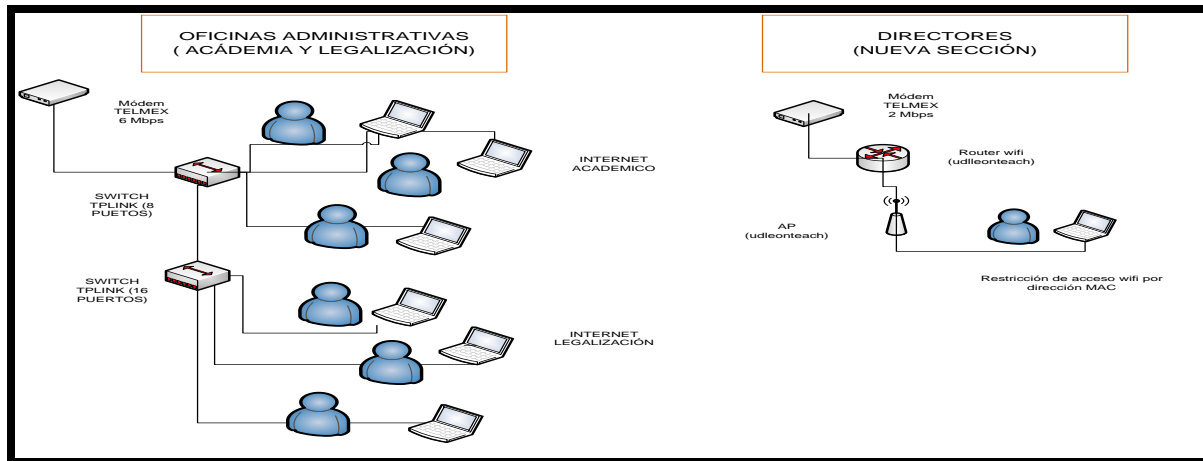 OFICINAS ADMINISTRATIVAS
( ACÁDEMIA Y LEGALIZACIÓN)
Módem
TELMEX
6 Mbps
INTERNET
ACADEMICO
SWITCH
TPLINK (8
PUETOS)
SWITCH
TPLINK (16
PUERTOS)
INTERNET
LEGALIZACIÓN
DIRECTORES
(NUEVA SECCIÓN)
Módem
TELMEX
2 Mbps
Router wifi
(udlleonteach)
AP
(udleonteach)
Restricción de acceso wifi por
dirección MAC